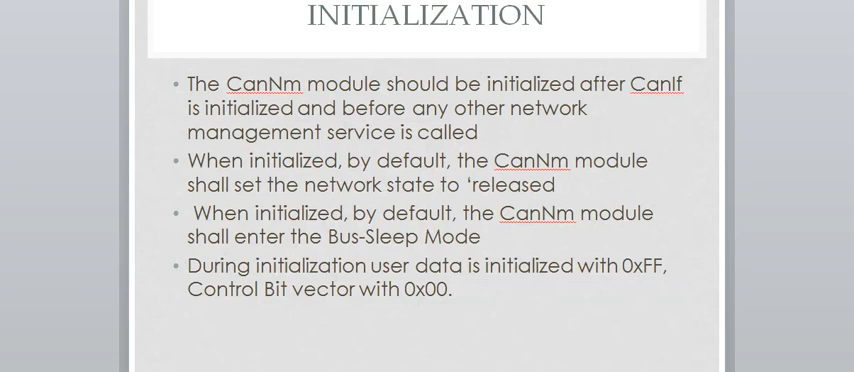 INITIALIZATION
• The CanNm module should be initialized after CanIf
is initialized and before any other network
management service is called
• When initialized, by default, the CanNm module
shall set the network state to ‘released
• When initialized, by default, the CanNm module
shall enter the Bus-Sleep Mode
• During initialization user data is initialized with 0xFF,
Control Bit vector with 0x00.